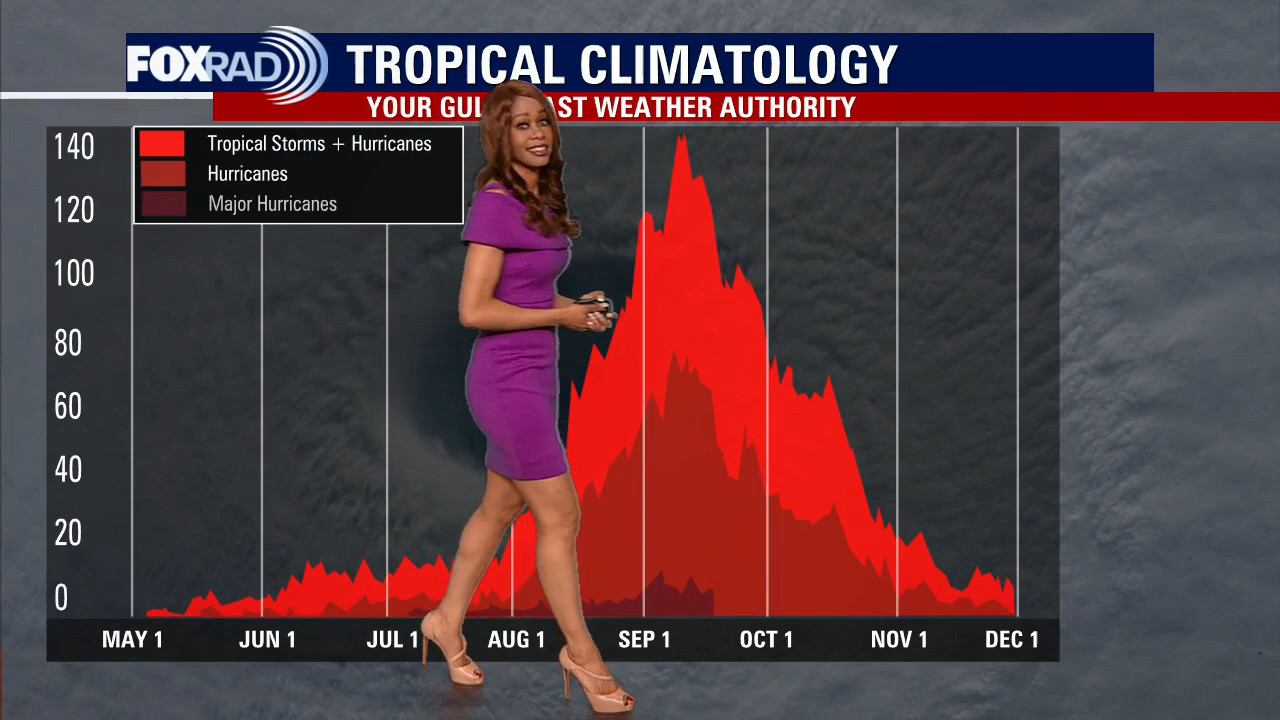 FOXRAD TROPICAL CLIMATOLOGY
YOUR GUL AST WEATHER AUTHORITY
140
120
100
80
60
40
20
0
Tropical Storms + Hurricanes
Hurricanes
Major Hurricanes
MAY 1 JUN 1 JUL 1 AUG 1 SEP 1 OCT 1 NOV 1 DEC 1